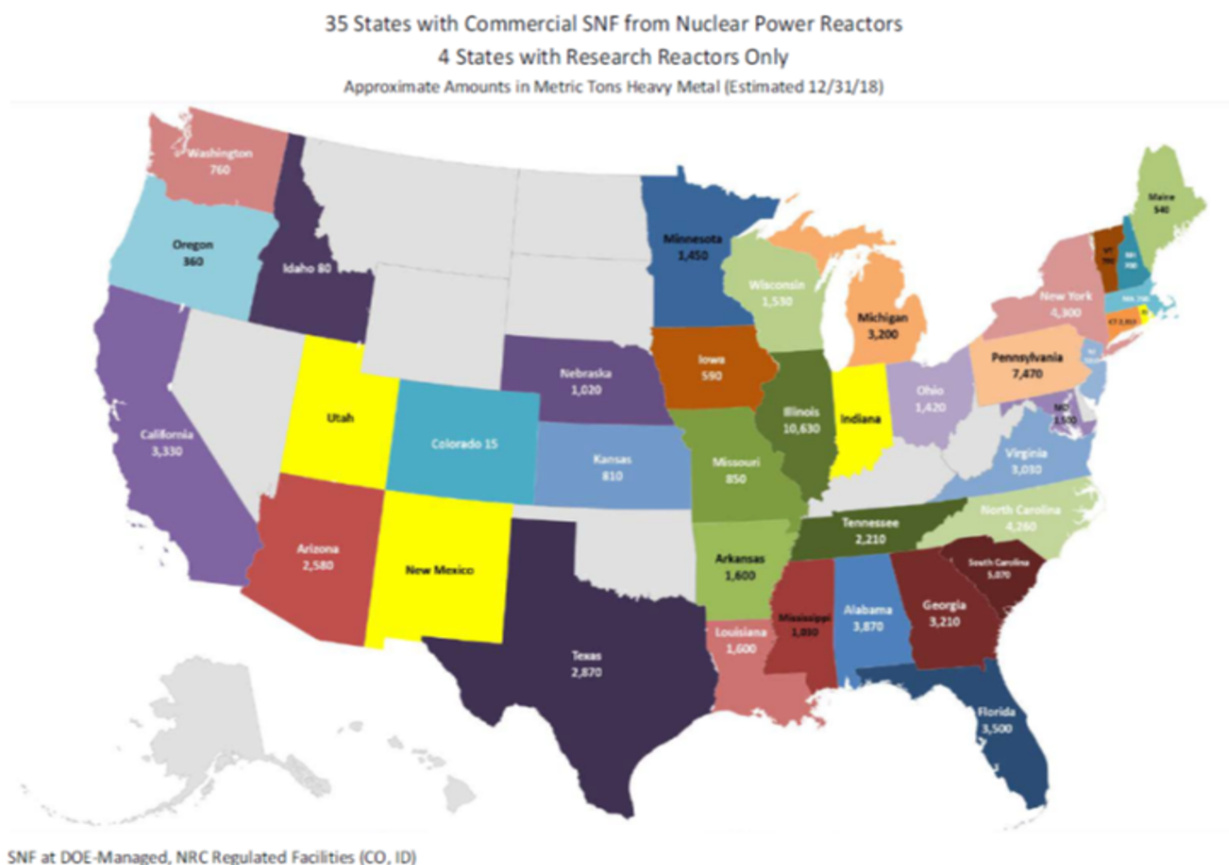 35 States with Commercial SNF from Nuclear Power Reactors
4 States with Research Reactors Only
Approximate Amounts in Metric Tons Heavy Metal (Estimated 12/31/18)
Washington
760
Oregon
360
Idaho 80
California
3,330
Utah
Colorado 15
Arizona
2,580
New Mexico
Nebraska
1,020
Kansas
810
Texas
2,870
Minnesota
1,450
Iowa
590
Missouri
850
Arkansas
1,600
Louisiana
1,600
Wisconsin
1,530
Illinois
10,630
Michigan
3,200
Indiana
Ohio
1,420
Tennessee
2,210
Mississippi
Alabama
3,870
Georgia
3,210
Florida
3,500
South Carolina
5,070
North Carolina
4,260
Virginia
3,030
Pennsylvania
7,470
New York
4,300
Maine
540
VT
NH
MD
SNF at DOE-Managed, NRC Regulated Facilities (CO, ID)